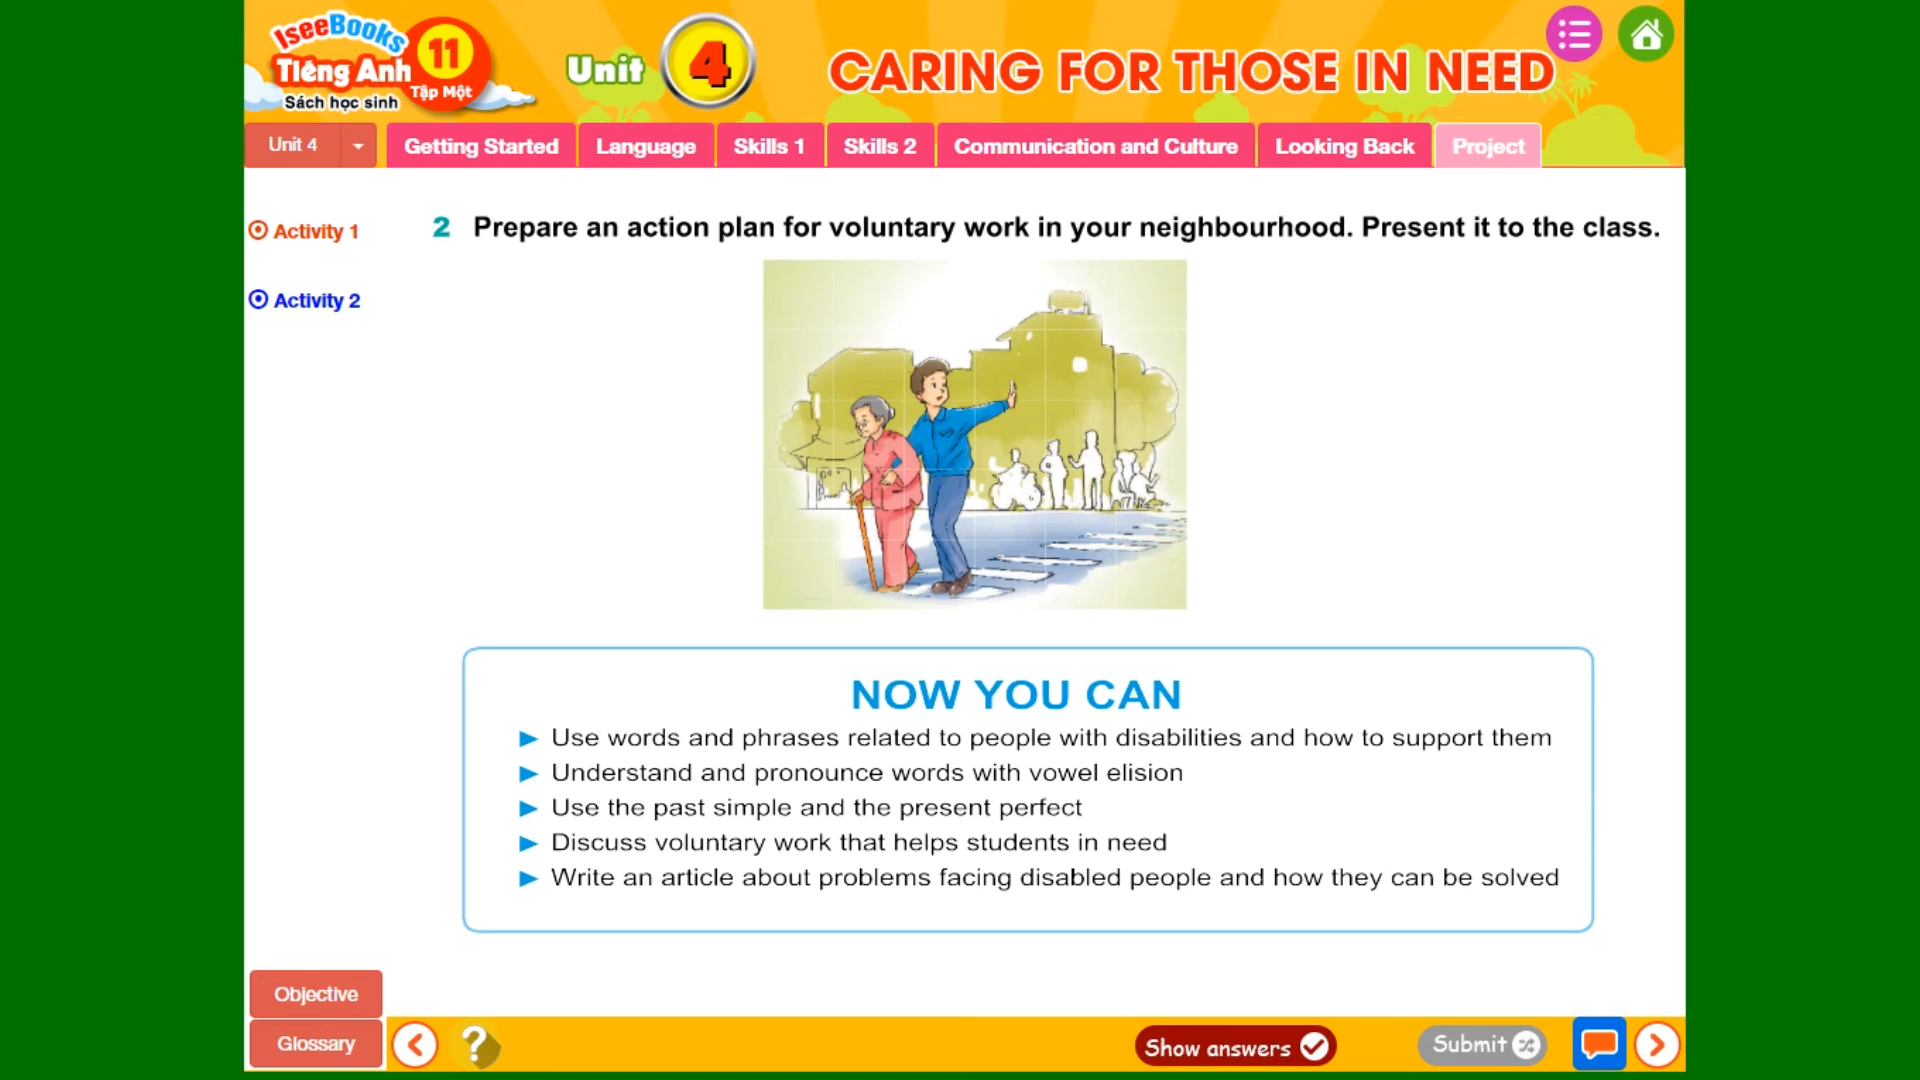 IseeBooks
Tiếng Anh 11
Tập Một
Sách học sinh
Unit 4
CARING FOR THOSE IN NEED
Unit 4
Getting Started
Language
Skills 1
Skills 2
Communication and Culture
Looking Back
Project
Activity 1
Activity 2
2 Prepare an action plan for voluntary work in your neighbourhood. Present it to the class.
NOW YOU CAN
Use words and phrases related to people with disabilities and how to support them
Understand and pronounce words with vowel elision
Use the past simple and the present perfect
Discuss voluntary work that helps students in need
Write an article about problems facing disabled people and how they can be solved
Objective
Glossary
?
Show answers
Submit